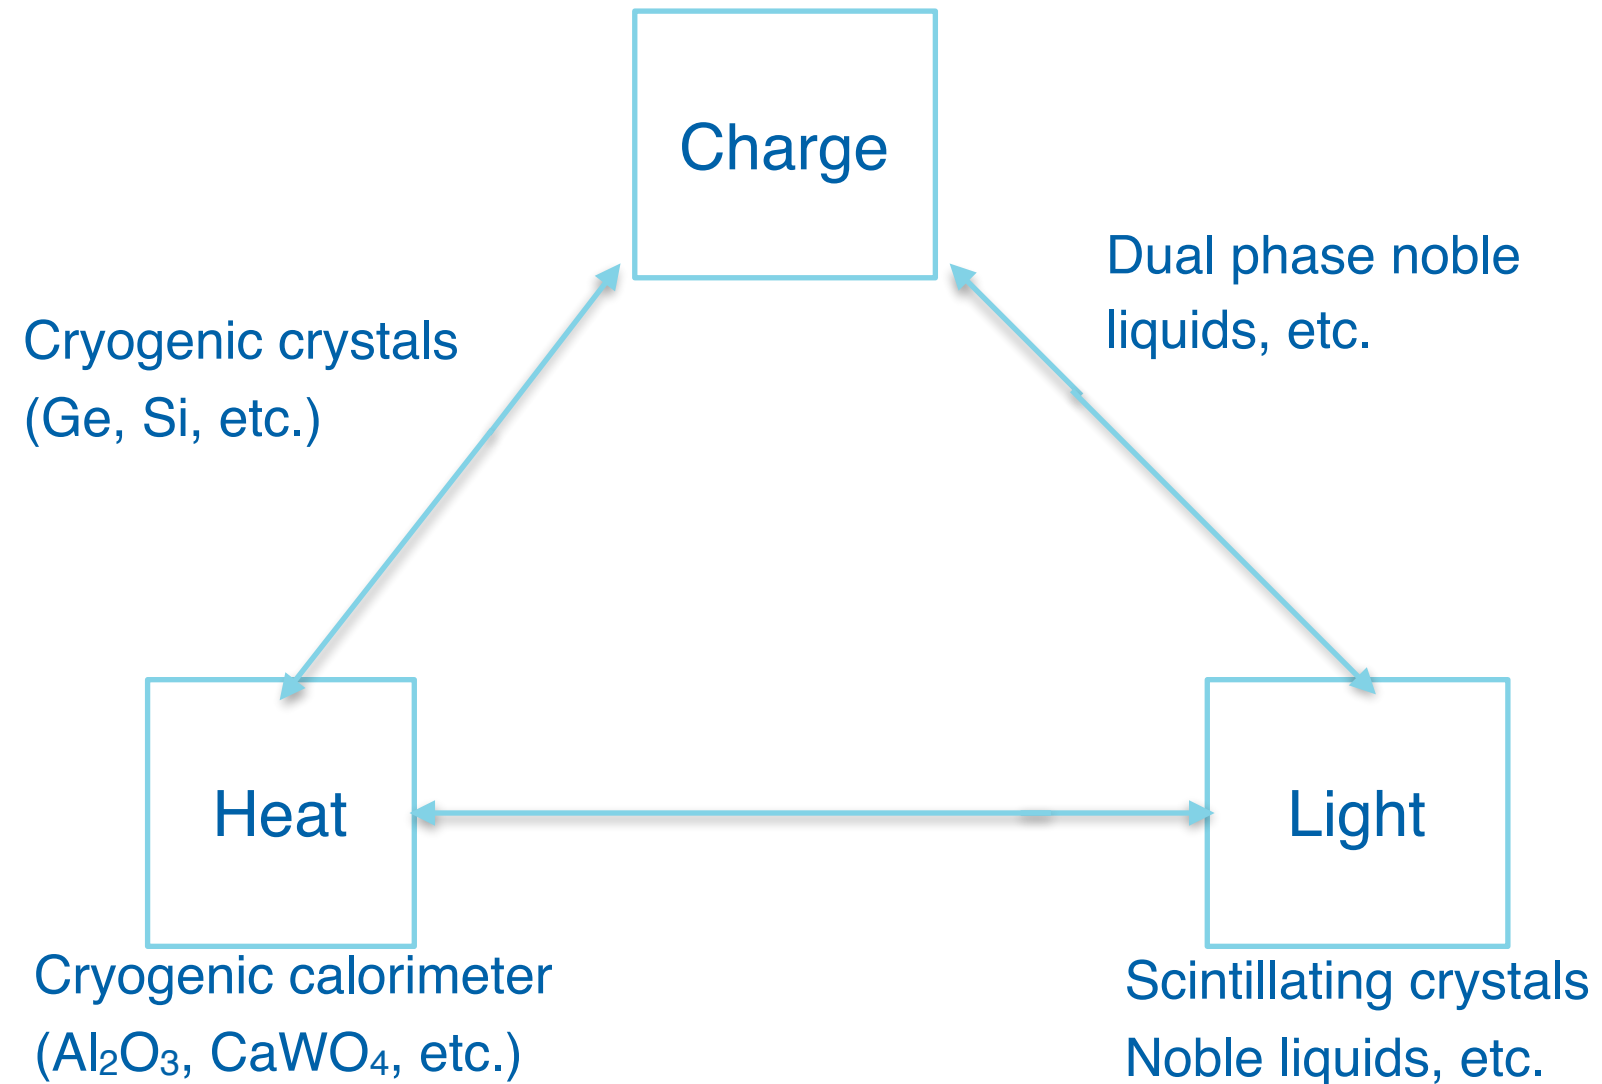 Charge
Dual phase noble
liquids, etc.
Cryogenic crystals
(Ge, Si, etc.)
Heat
Light
Cryogenic calorimeter
(Al₂O₃, CaWO₄, etc.)
Scintillating crystals
Noble liquids, etc.